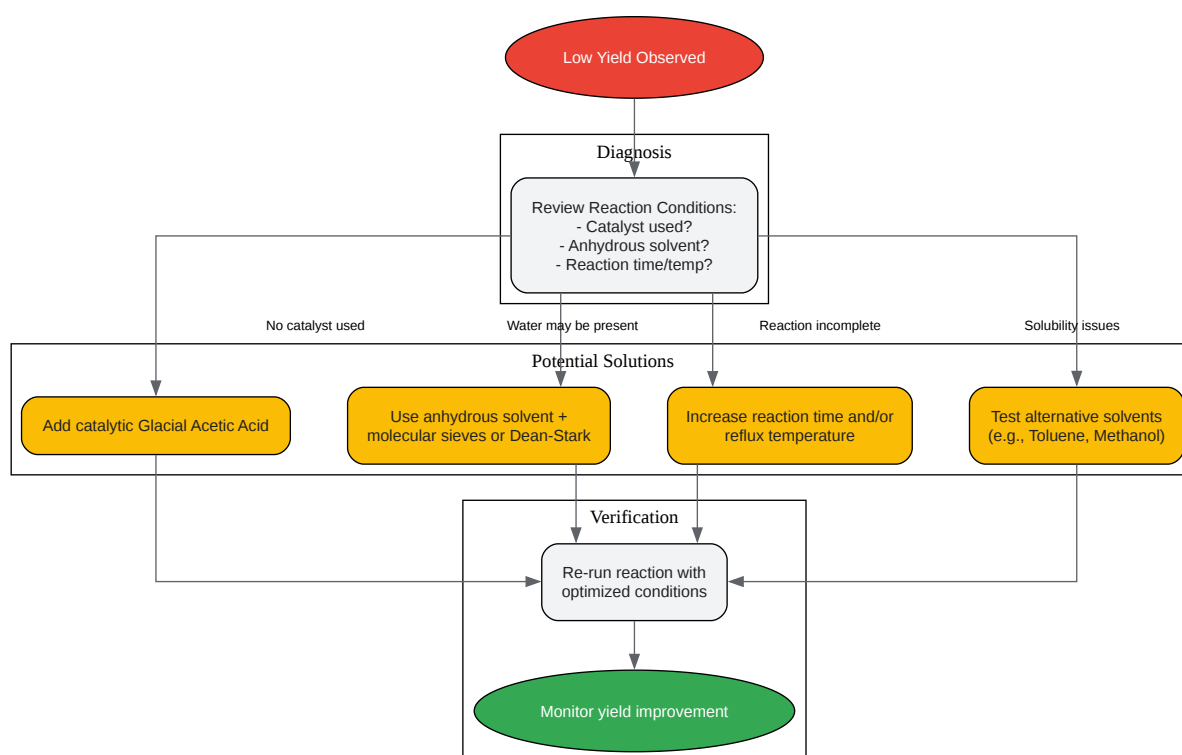 Low Yield Observed
Diagnosis
Review Reaction Conditions:
- Catalyst used?
- Anhydrous solvent?
- Reaction time/temp?
No catalyst used
Water may be present
Reaction incomplete
Solubility issues
Potential Solutions
Add catalytic Glacial Acetic Acid
Use anhydrous solvent +
molecular sieves or Dean-Stark
Increase reaction time and/or
reflux temperature
Test alternative solvents
(e.g., Toluene, Methanol)
Verification
Re-run reaction with
optimized conditions
Monitor yield improvement